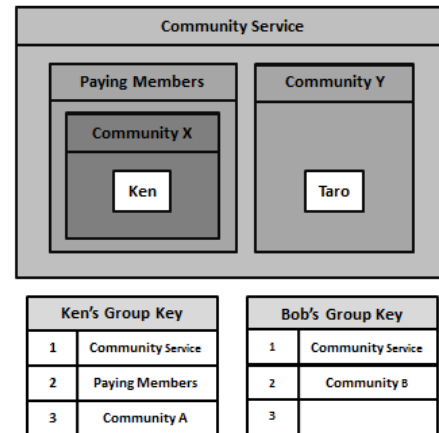 Community Service
Paying Members Community Y
Community X
Ken Taro
Ken's Group Key
1 Community Service
2 Paying Members
3 Community A
Bob's Group Key
1 Community Service
2 Community B
3